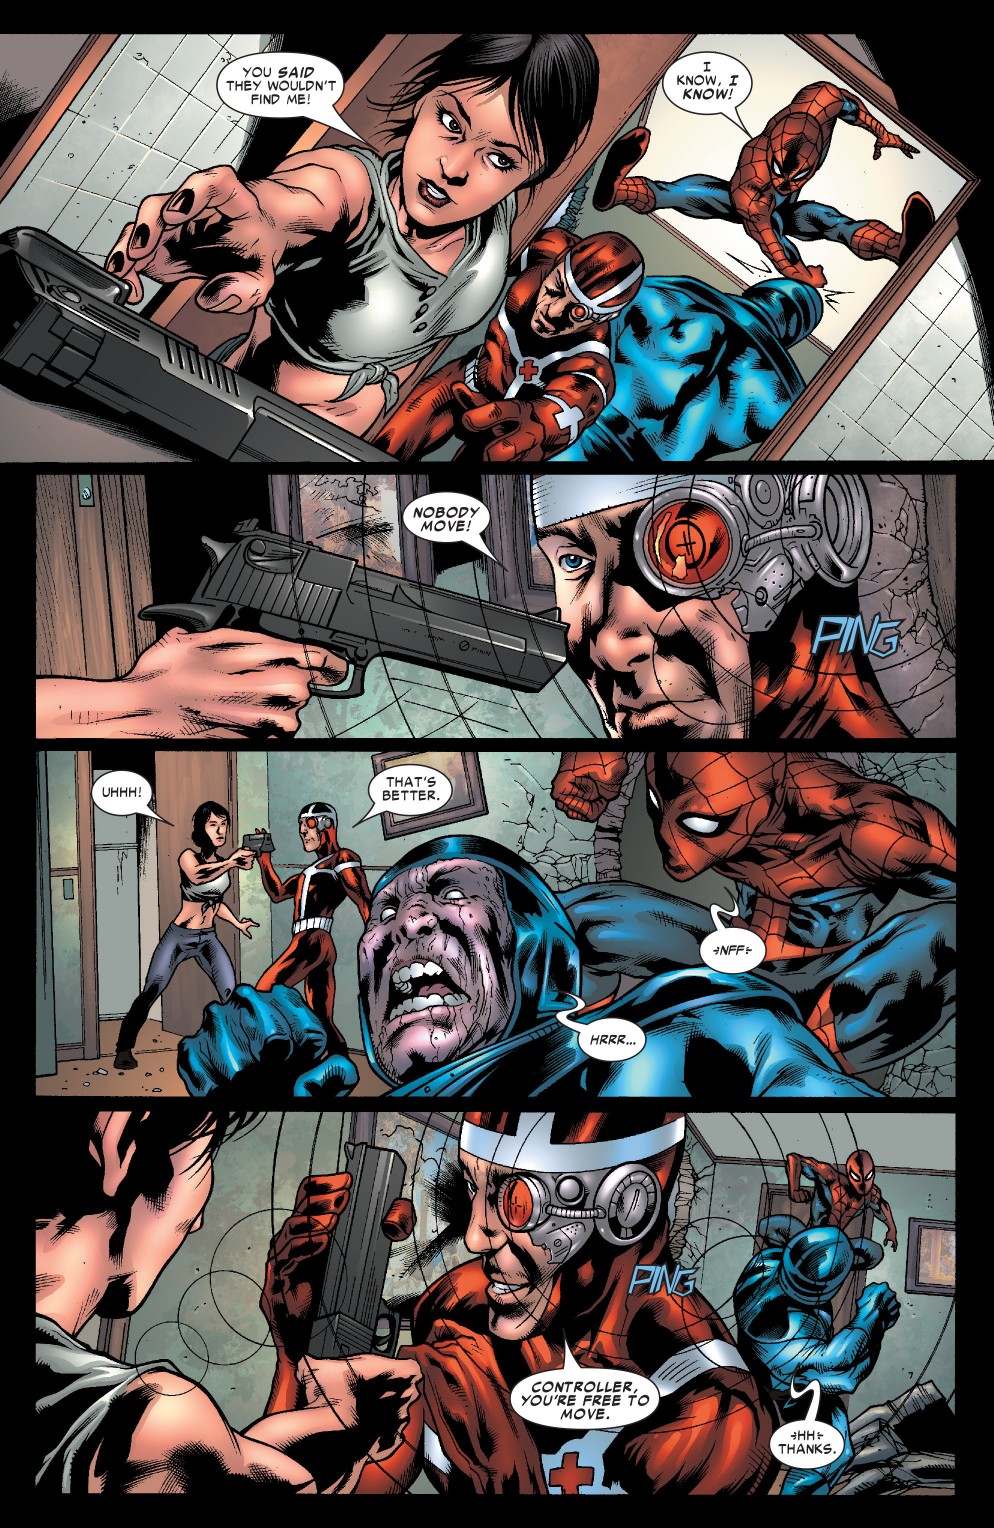 YOU SAID
THEY WOULDN'T
FIND ME!
I
KNOW, I
KNOW!
NOBODY
MOVE!
PING
UHHH!
THAT'S
BETTER.
NFF
HRRR...
PING
CONTROLLER,
YOU'RE FREE TO
MOVE.
HH
THANKS.